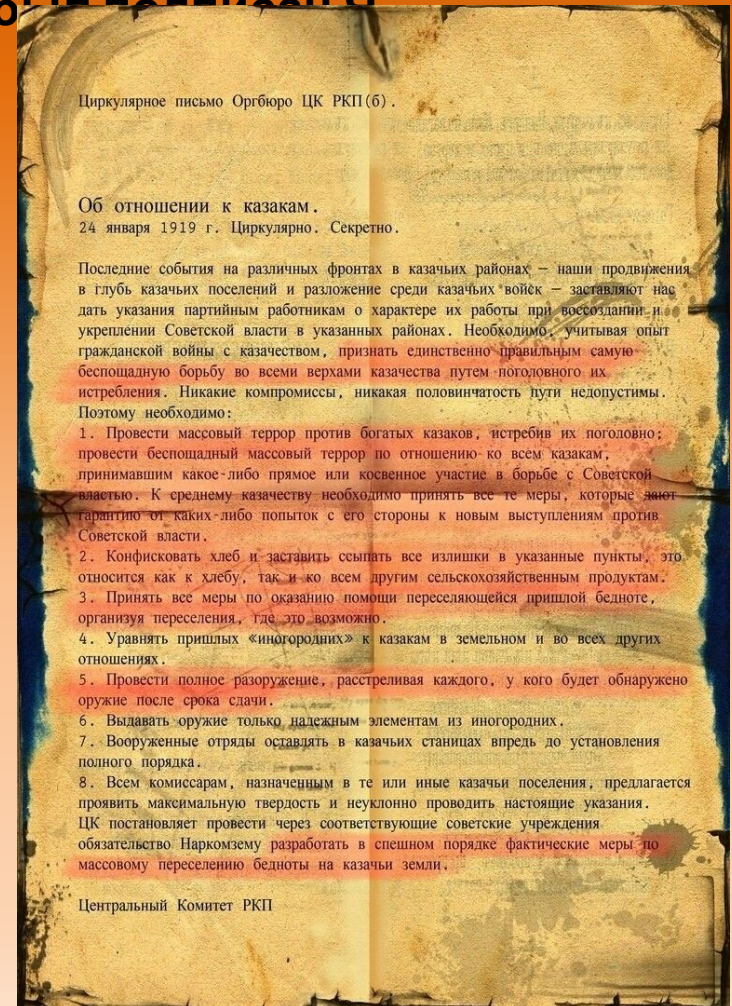 Циркулярное письмо Оргбюро ЦК РКП(б).
Об отношении к казакам.
24 января 1919 г. Циркулярно. Секретно.
Последние события на различных фронтах в казачьих районах — наши продвижения
в глубь казачьих поселений и разложение среди казачьих войск — заставляют нас
дать указания партийным работникам о характере их работы при воссоздании и
укреплении Советской власти в указанных районах. Необходимо, учитывая опыт
гражданской войны с казачеством, признать единственно правильным самую
беспощадную борьбу во всеми верхами казачества путем поголовного их
истребления. Никакие компромиссы, никакая половинчатость пути недопустимы.
Поэтому необходимо:
1. Провести массовый террор против богатых казаков, истребив их поголовно;
провести беспощадный массовый террор по отношению ко всем казакам,
принимавшим какое-либо прямое или косвенное участие в борьбе с Советской
властью. К среднему казачеству необходимо принять все те меры, которые дают
гарантию от каких-либо попыток с его стороны к новым выступлениям против
Советской власти.
2. Конфисковать хлеб и заставить ссыпать все излишки в указанные пункты, это
относится как к хлебу, так и ко всем другим сельскохозяйственным продуктам.
3. Принять все меры по оказанию помощи переселяющейся пришлой бедноте,
организуя переселения, где это возможно.
4. Уравнять пришлых «иногородних» к казакам в земельном и во всех других
отношениях.
5. Провести полное разоружение, расстреливая каждого, у кого будет обнаружено
оружие после срока сдачи.
6. Выдавать оружие только надежным элементам из иногородних.
7. Вооруженные отряды оставлять в казачьих станицах впредь до установления
полного порядка.
8. Всем комиссарам, назначенным в те или иные казачьи поселения, предлагается
проявить максимальную твердость и неуклонно проводить настоящие указания.
ЦК постановляет провести через соответствующие советские учреждения
обязательство Наркомзему разработать в спешном порядке фактические меры по
массовому переселению бедноты на казачьи земли.
Центральный Комитет РКП